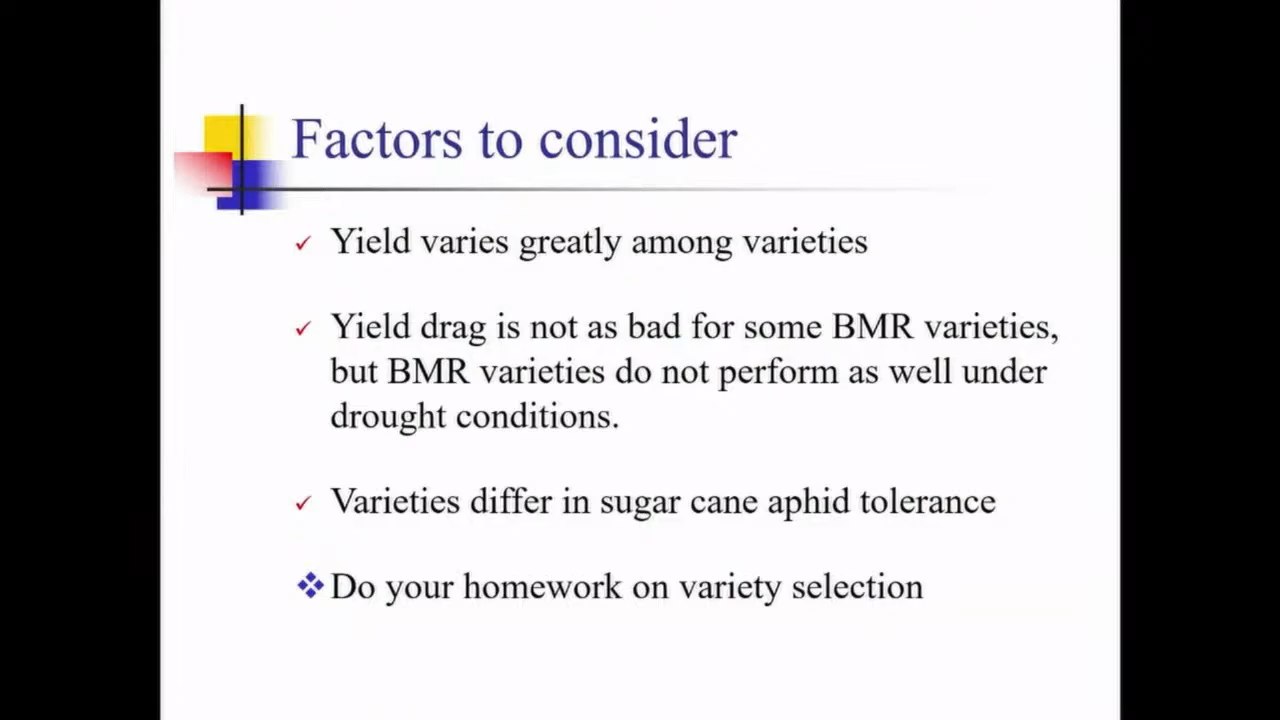 Factors to consider
Yield varies greatly among varieties
Yield drag is not as bad for some BMR varieties,
but BMR varieties do not perform as well under
drought conditions.
Varieties differ in sugar cane aphid tolerance
Do your homework on variety selection